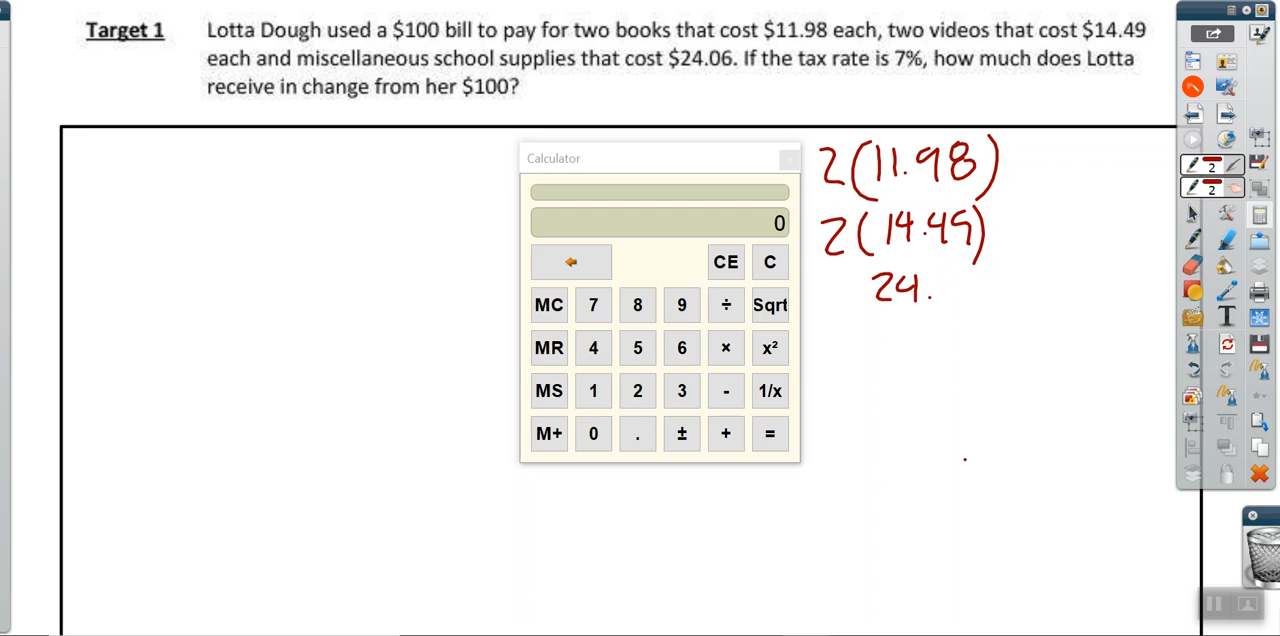 Target 1 Lotta Dough used a $100 bill to pay for two books that cost $11.98 each, two videos that cost $14.49
each and miscellaneous school supplies that cost $24.06. If the tax rate is 7%, how much does Lotta
receive in change from her $100?
Calculator
0
CE C
MC 7 8 9 ÷ Sqrt
MR 4 5 6 × x²
MS 1 2 3 - 1/x
M+ 0 . ± + =
2(11.98)
2(14.49)
24.
2
2
T